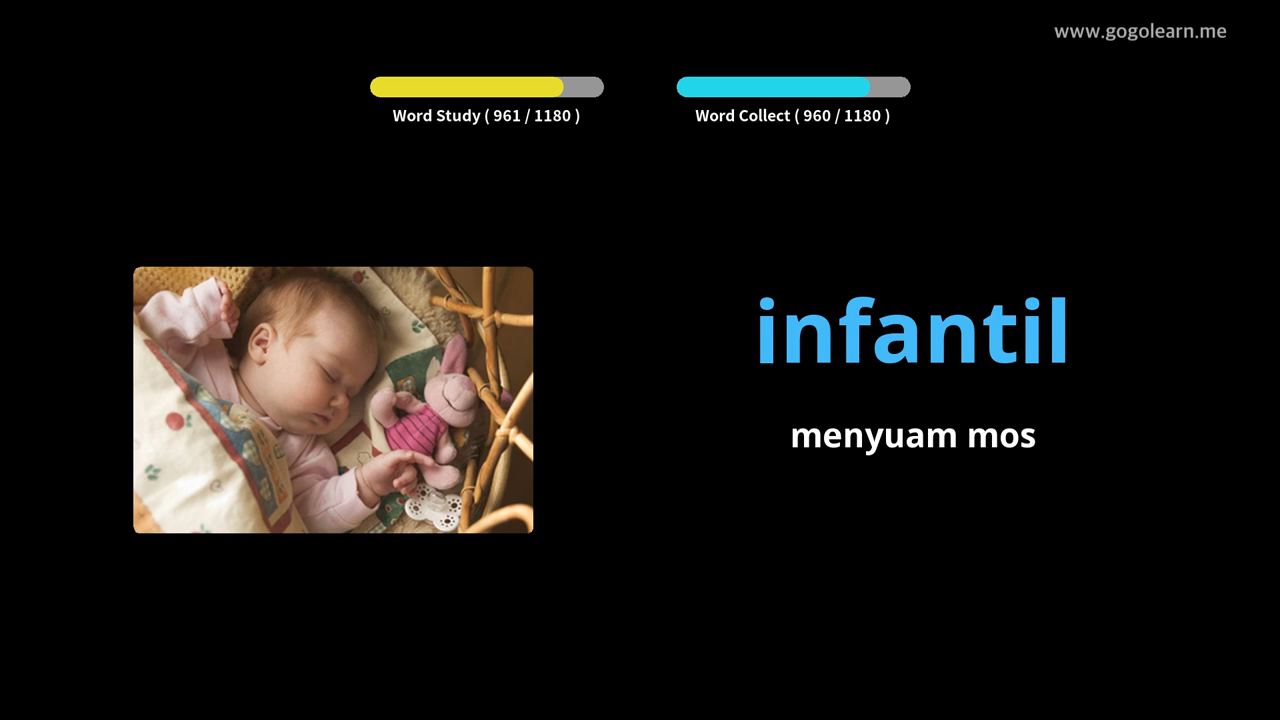 www.gogolearn.me
Word Study ( 961 / 1180 )
Word Collect ( 960 / 1180 )
infantil
menyuam mos